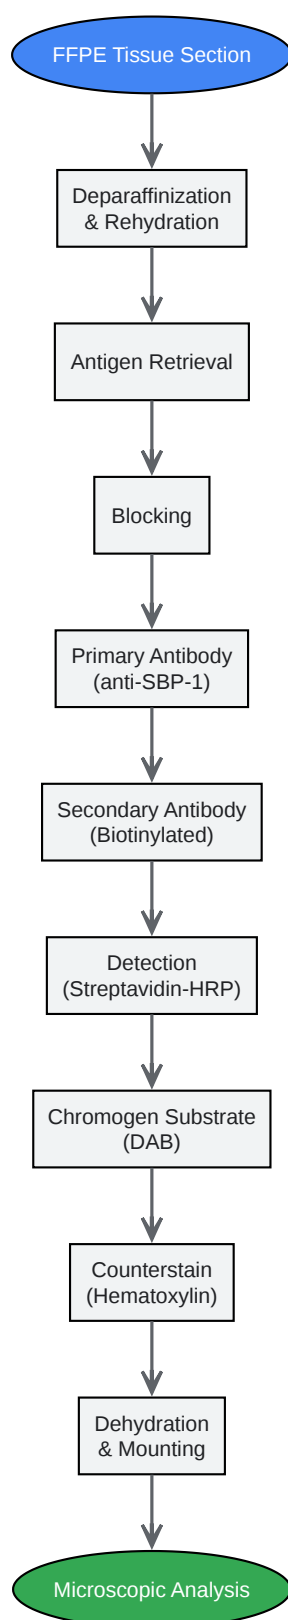 FFPE Tissue Section
Deparaffinization
& Rehydration
Antigen Retrieval
Blocking
Primary Antibody
(anti-SBP-1)
Secondary Antibody
(Biotinylated)
Detection
(Streptavidin-HRP)
Chromogen Substrate
(DAB)
Counterstain
(Hematoxylin)
Dehydration
& Mounting
Microscopic Analysis